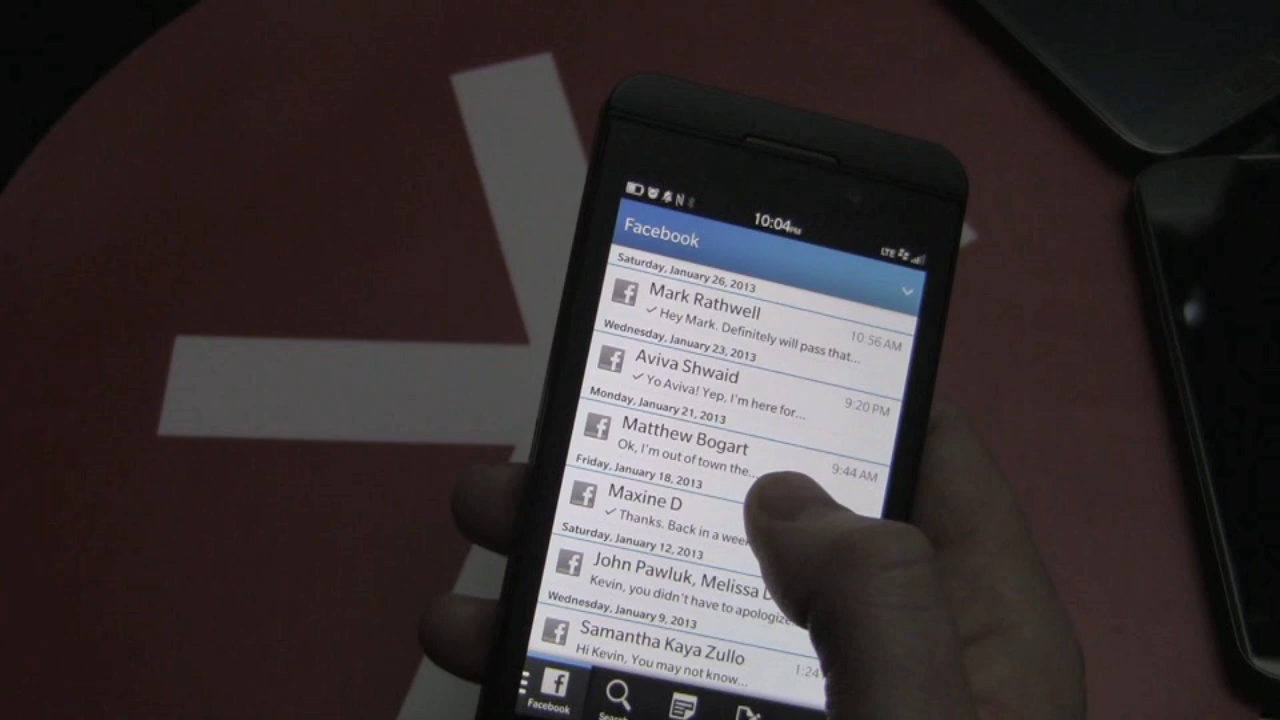 10:04PM
LTE
Facebook
Saturday, January 26, 2013
Mark Rathwell
Hey Mark. Definitely will pass that...
10:56 AM
Wednesday, January 23, 2013
Aviva Shwaid
Yo Aviva! Yep, I'm here for...
9:20 PM
Monday, January 21, 2013
Matthew Bogart
Ok, I'm out of town the...
9:44 AM
Friday, January 18, 2013
Maxine D
Thanks. Back in a
Saturday, January 12, 2013
John Pawluk, Melissa
Kevin, you didn't have to apologize
Wednesday, January 9, 2013
Samantha Kaya Zullo
Hi Kevin, You may not know...
1:24
Facebook